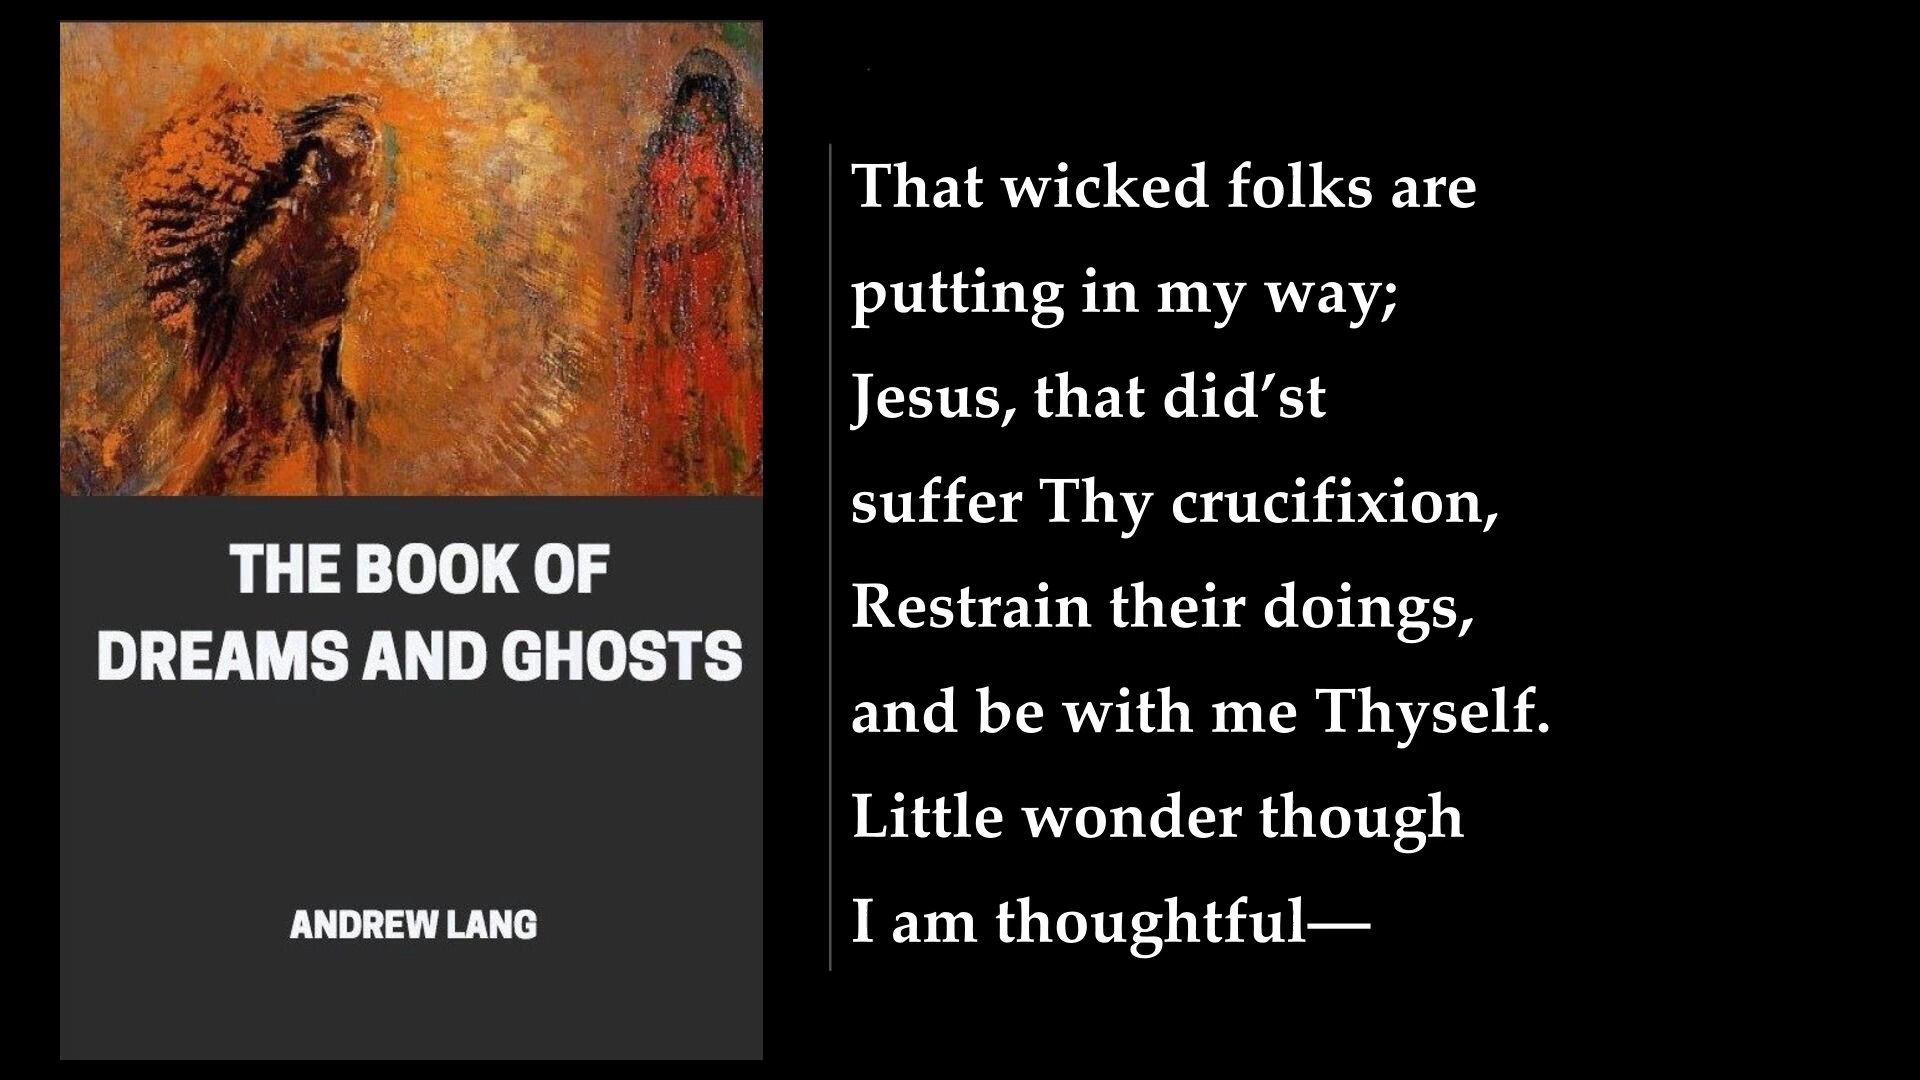 THE BOOK OF
DREAMS AND GHOSTS
ANDREW LANG
That wicked folks are
putting in my way;
Jesus, that did’st
suffer Thy crucifixion,
Restrain their doings,
and be with me Thyself.
Little wonder though
I am thoughtful—